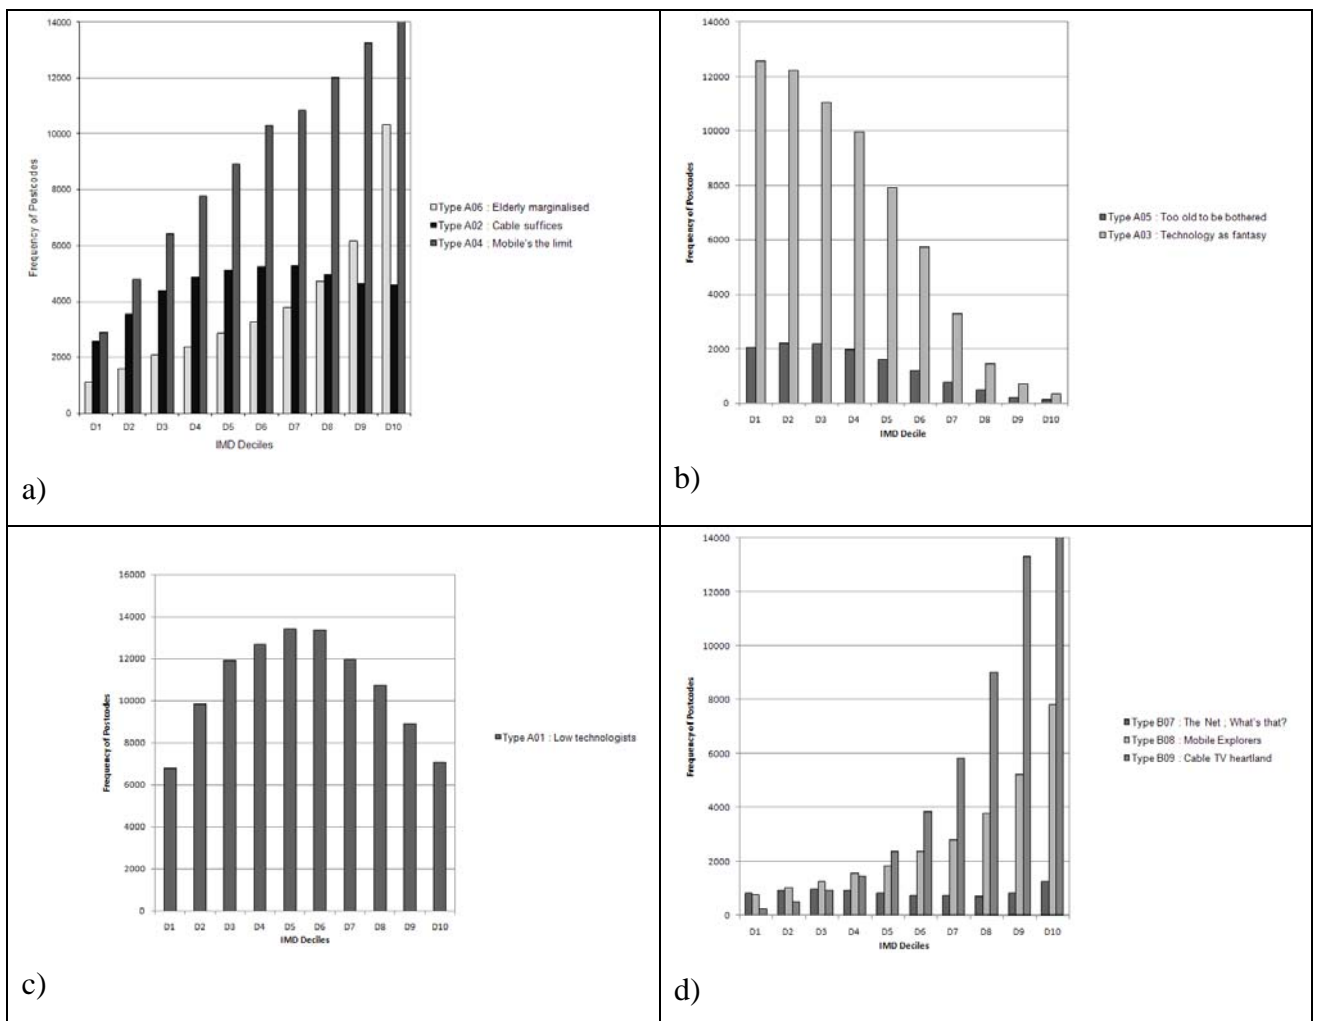 14000
12000
10000
8000
6000
4000
2000
0
Frequency of Postcodes
D1 D2 D3 D4 D5 D6 D7 D8 D9 D10
IMD Deciles
Type A06 : Elderly marginalised
Type A02 : Cable suffices
Type A04 : Mobile's the limit
a)
14000
12000
10000
8000
6000
4000
2000
0
Frequency of Postcodes
D1 D2 D3 D4 D5 D6 D7 D8 D9 D10
IMD Decile
Type A05 : Too old to be bothered
Type A03 : Technology as fantasy
b)
16000
14000
12000
10000
8000
6000
4000
2000
0
Frequency of Postcodes
D1 D2 D3 D4 D5 D6 D7 D8 D9 D10
IMD Deciles
Type A01 : Low technologists
c)
14000
12000
10000
8000
6000
4000
2000
0
Frequency of Postcodes
D1 D2 D3 D4 D5 D6 D7 D8 D9 D10
IMD Deciles
Type B07 : The Net ; What's that?
Type B08 : Mobile Explorers
Type B09 : Cable TV heartland
d)